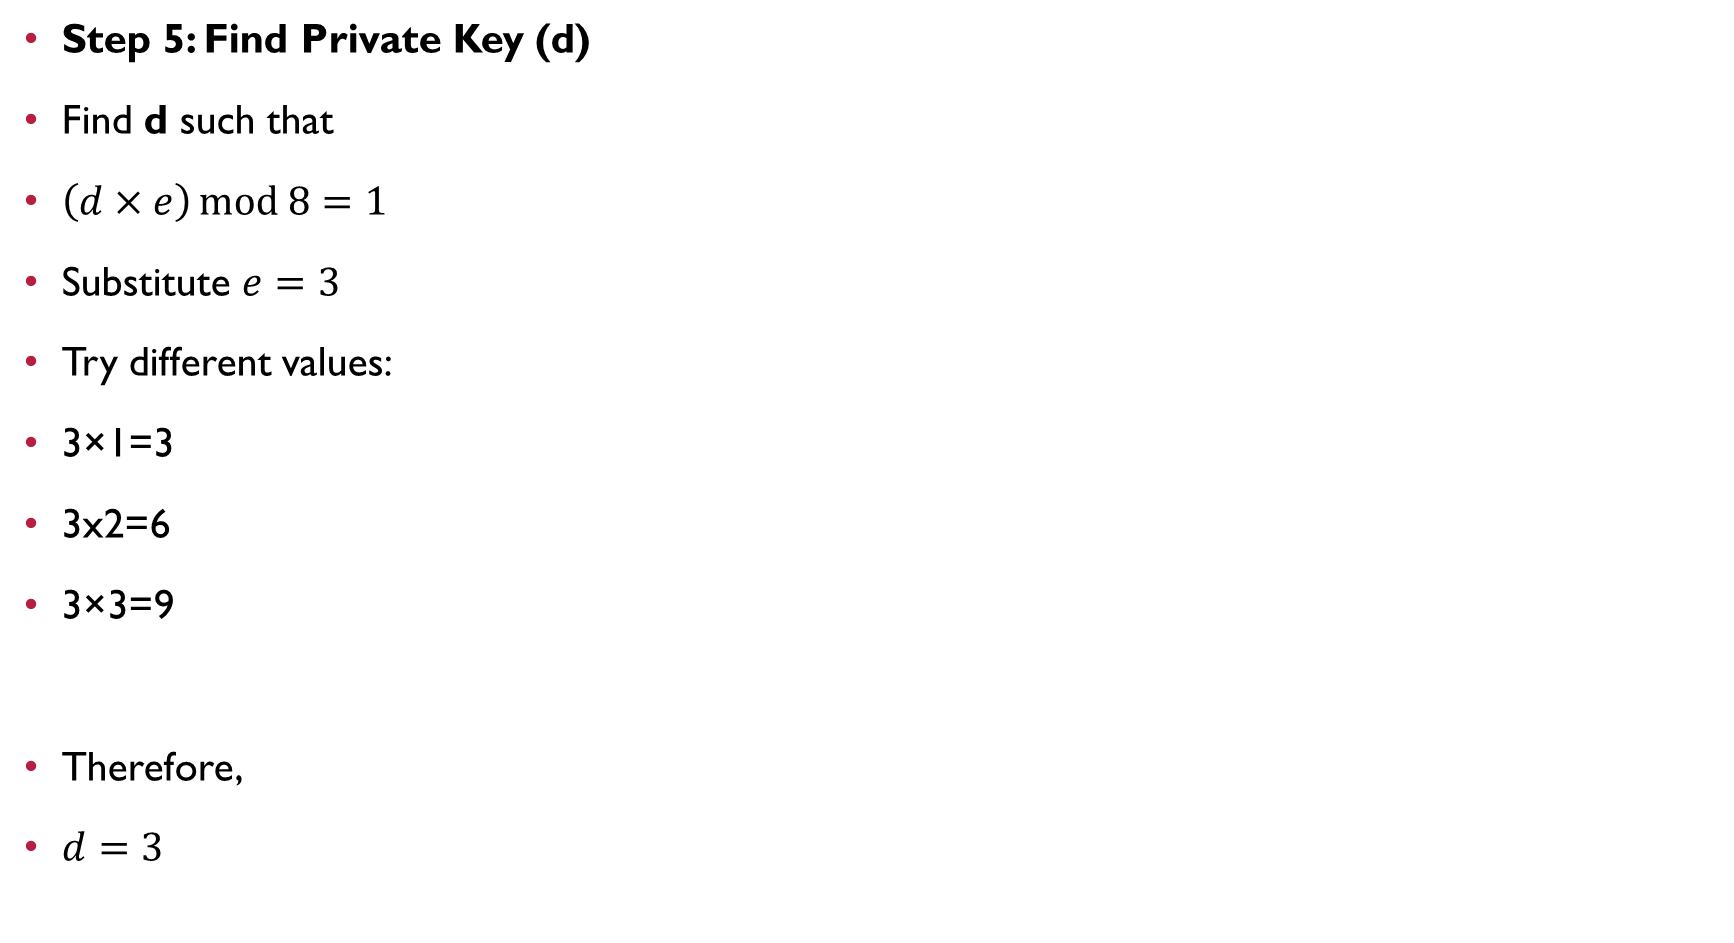 • Step 5: Find Private Key (d)
• Find d such that
• (d × e) mod 8 = 1
• Substitute e = 3
• Try different values:
• 3×1=3
• 3x2=6
• 3×3=9
• Therefore,
• d = 3